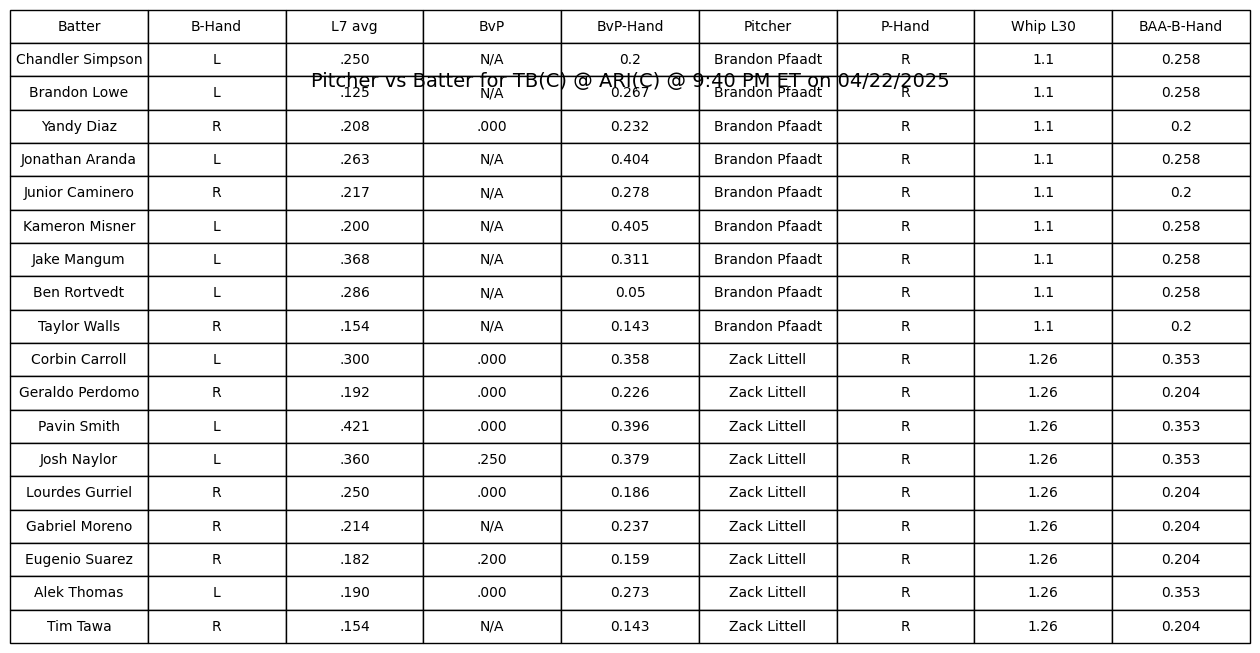 Batter B-Hand L7 avg BvP BvP-Hand Pitcher P-Hand Whip L30 BAA-B-Hand
Chandler Simpson L .250 N/A 0.2 Brandon Pfaadt R 1.1 0.258
Pitcher vs Batter for TB(C) @ ARI(C) @ 9:40 PM ET on 04/22/2025
Brandon Lowe L .125 N/A 0.267 Brandon Pfaadt R 1.1 0.258
Yandy Diaz R .208 .000 0.232 Brandon Pfaadt R 1.1 0.2
Jonathan Aranda L .263 N/A 0.404 Brandon Pfaadt R 1.1 0.258
Junior Caminero R .217 N/A 0.278 Brandon Pfaadt R 1.1 0.2
Kameron Misner L .200 N/A 0.405 Brandon Pfaadt R 1.1 0.258
Jake Mangum L .368 N/A 0.311 Brandon Pfaadt R 1.1 0.258
Ben Rortvedt L .286 N/A 0.05 Brandon Pfaadt R 1.1 0.258
Taylor Walls R .154 N/A 0.143 Brandon Pfaadt R 1.1 0.2
Corbin Carroll L .300 .000 0.358 Zack Littell R 1.26 0.353
Geraldo Perdomo R .192 .000 0.226 Zack Littell R 1.26 0.204
Pavin Smith L .421 .000 0.396 Zack Littell R 1.26 0.353
Josh Naylor L .360 .250 0.379 Zack Littell R 1.26 0.353
Lourdes Gurriel R .250 .000 0.186 Zack Littell R 1.26 0.204
Gabriel Moreno R .214 N/A 0.237 Zack Littell R 1.26 0.204
Eugenio Suarez R .182 .200 0.159 Zack Littell R 1.26 0.204
Alek Thomas L .190 .000 0.273 Zack Littell R 1.26 0.353
Tim Tawa R .154 N/A 0.143 Zack Littell R 1.26 0.204